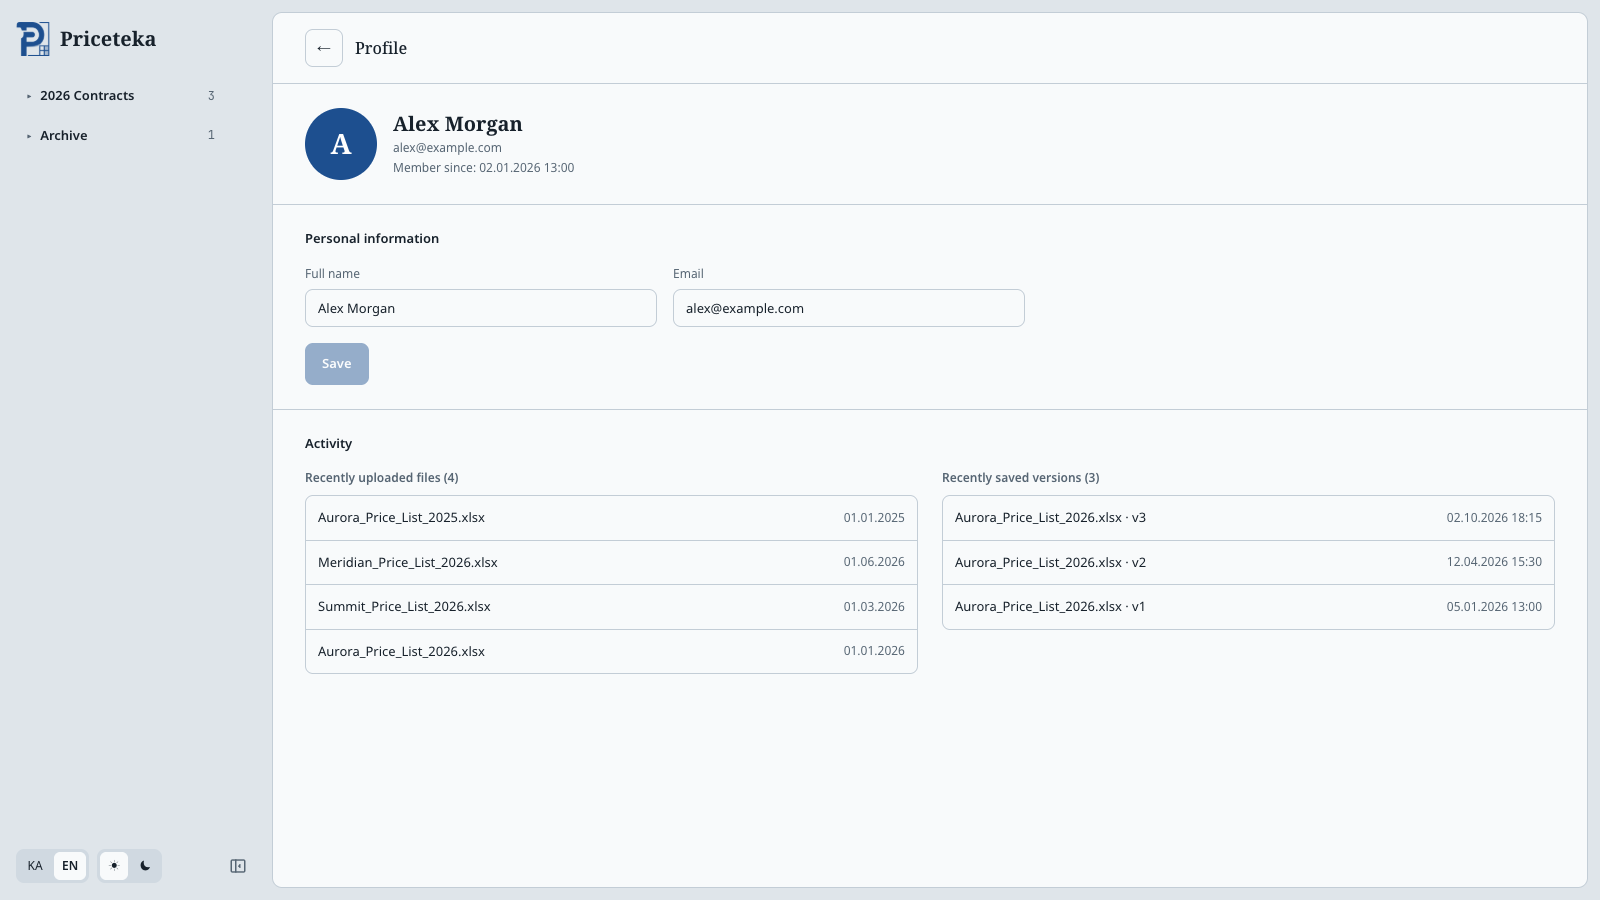 Priceteka
2026 Contracts 3
Archive 1
KA EN
← Profile
A
Alex Morgan
alex@example.com
Member since: 02.01.2026 13:00
Personal information
Full name
Alex Morgan
Email
alex@example.com
Save
Activity
Recently uploaded files (4)
Aurora_Price_List_2025.xlsx 01.01.2025
Meridian_Price_List_2026.xlsx 01.06.2026
Summit_Price_List_2026.xlsx 01.03.2026
Aurora_Price_List_2026.xlsx 01.01.2026
Recently saved versions (3)
Aurora_Price_List_2026.xlsx · v3 02.10.2026 18:15
Aurora_Price_List_2026.xlsx · v2 12.04.2026 15:30
Aurora_Price_List_2026.xlsx · v1 05.01.2026 13:00